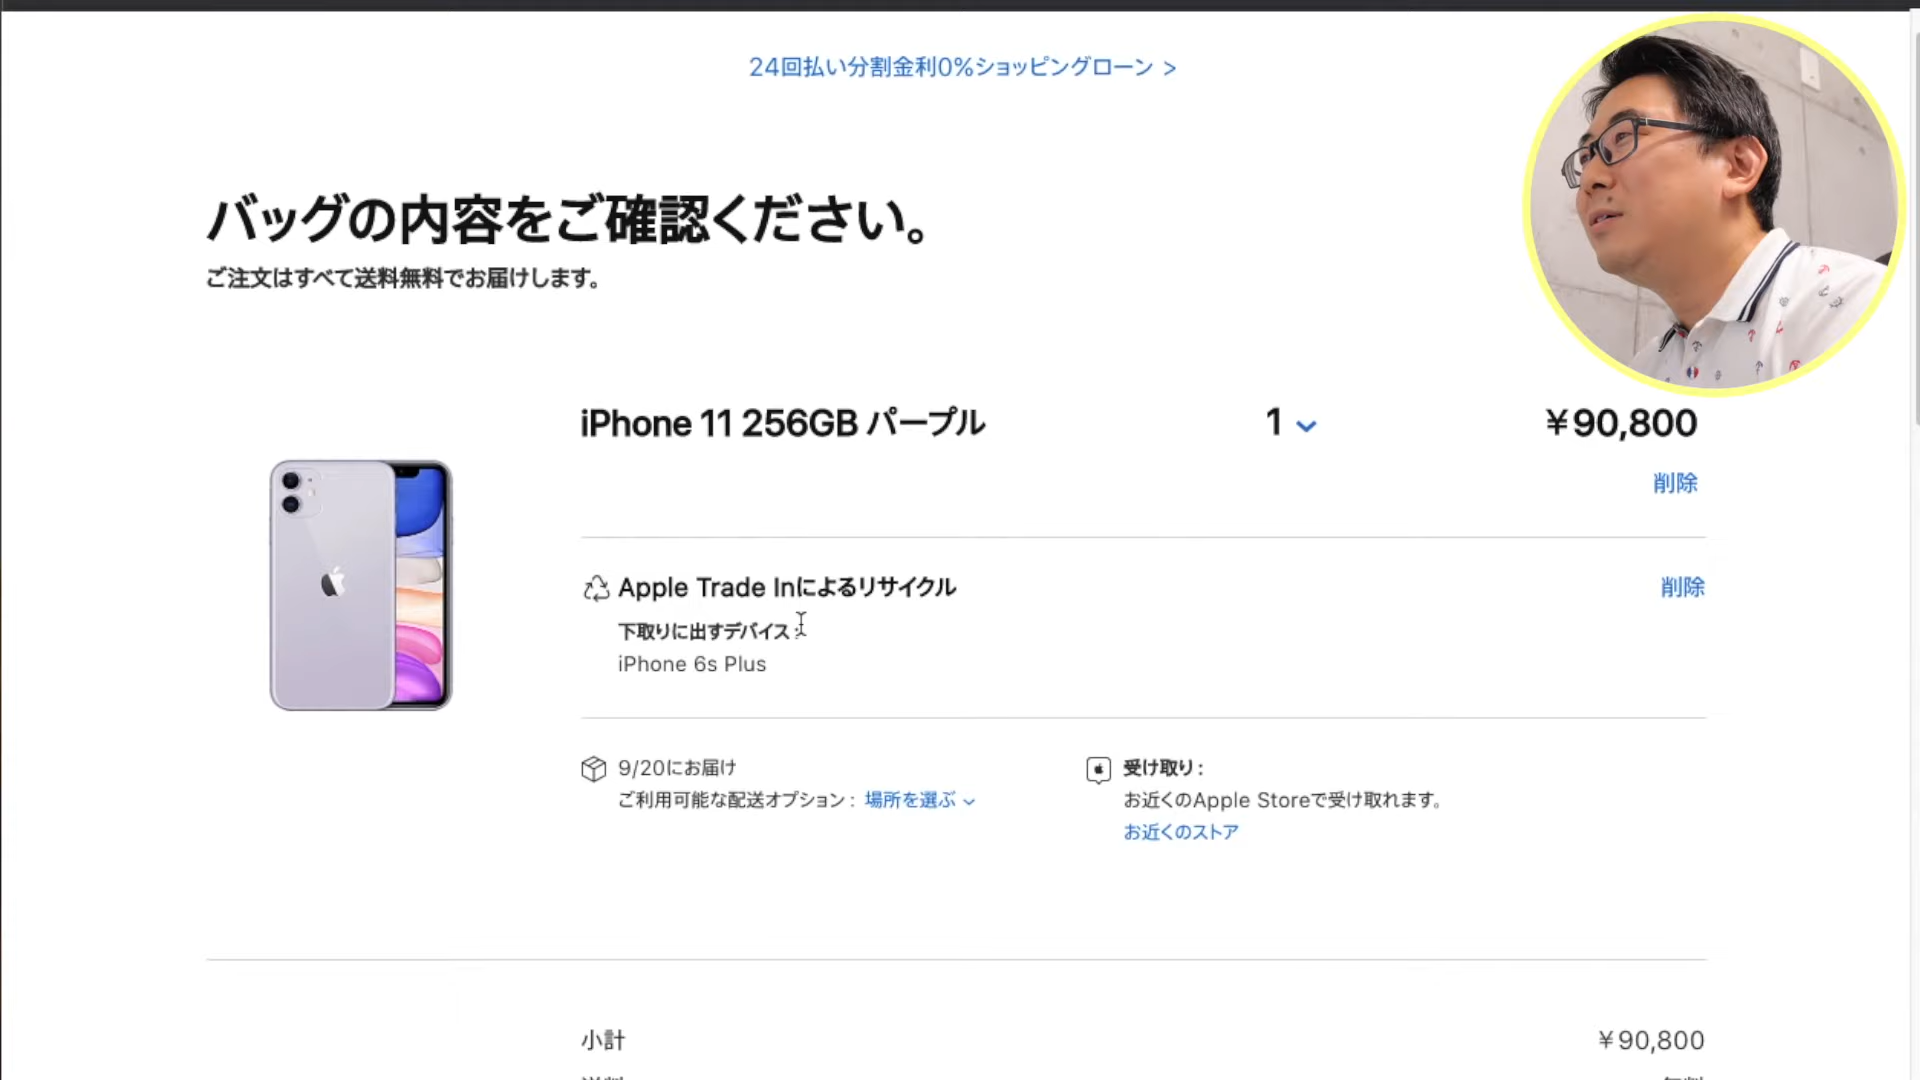 24回払い分割金利0%ショッピングローン >
バッグの内容をご確認ください。
ご注文はすべて送料無料でお届けします。
iPhone 11 256GB パープル
1
¥90,800
削除
Apple Trade Inによるリサイクル
削除
下取りに出すデバイス:
iPhone 6s Plus
9/20にお届け
ご利用可能な配送オプション: 場所を選ぶ
受け取り:
お近くのApple Storeで受け取れます。
お近くのストア
小計
¥90,800